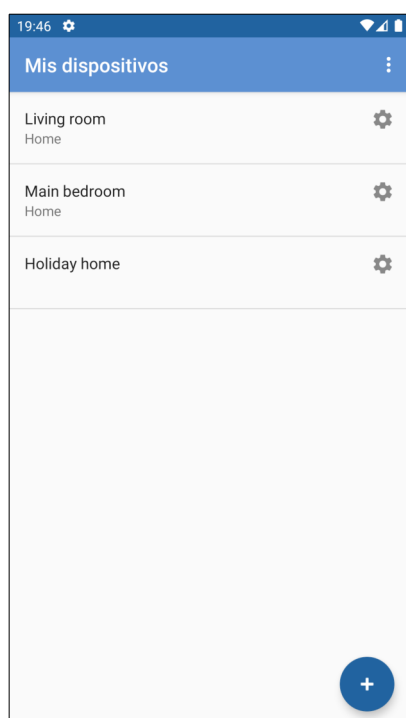 19:46
Mis dispositivos
Living room
Home
Main bedroom
Home
Holiday home
+